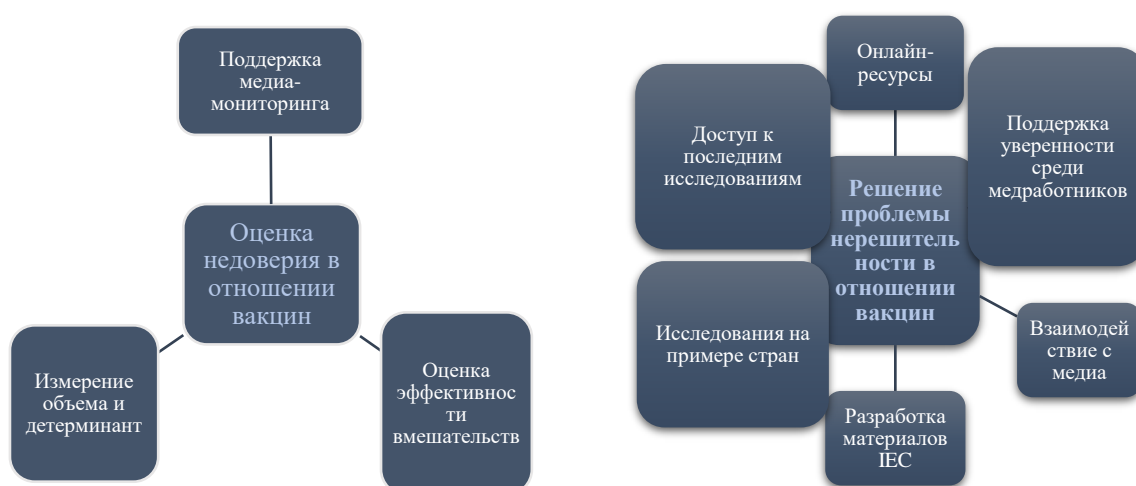 Поддержка
медиа-
мониторинга
Оценка
недоверия в
отношении
вакцин
Измерение
объема и
детерминант
Оценка
эффективнос
ти
вмешательств
Онлайн-
ресурсы
Доступ к
последним
исследованиям
Поддержка
уверенности
среди
медработников
Решение
проблемы
нерешитель
ности в
отношении
вакцин
Исследования на
примере стран
Взаимодей
ствие с
медиа
Разработка
материалов
IEC